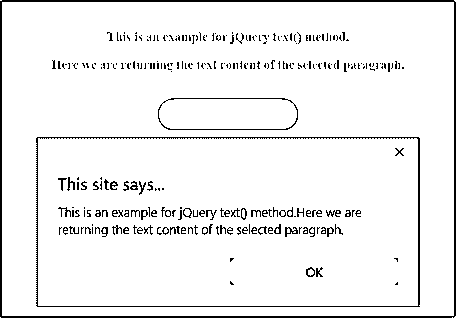 This is an example for jQuery text() method.
Here we are returning the text content of the selected paragraph.
×
This site says...
This is an example for jQuery text() method.Here we are
returning the text content of the selected paragraph.
OK